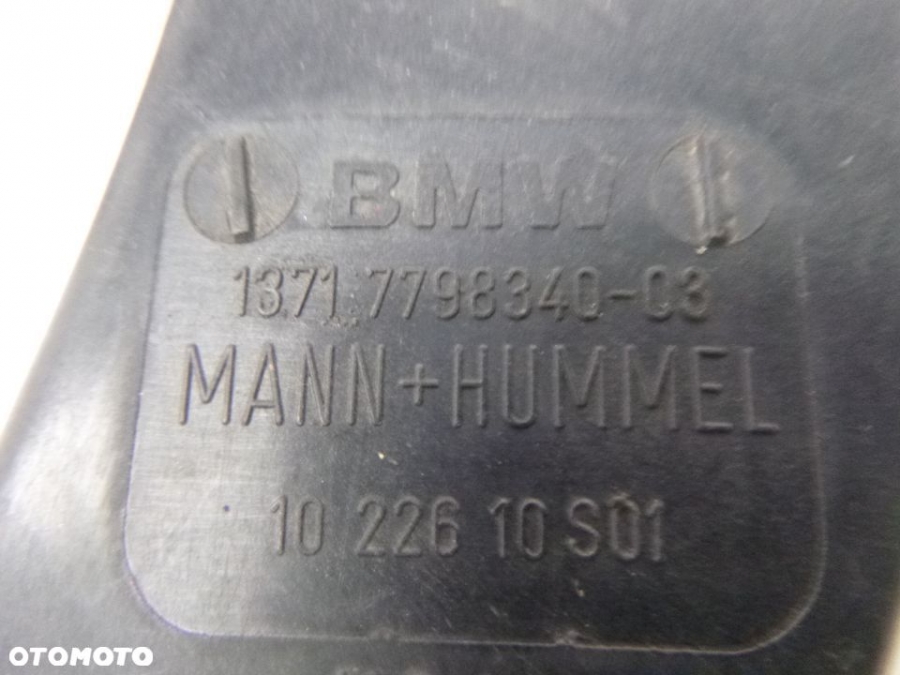 BMW
1371 7798340-03
MANN+HUMMEL
10 226 10 S01
OTOMOTO